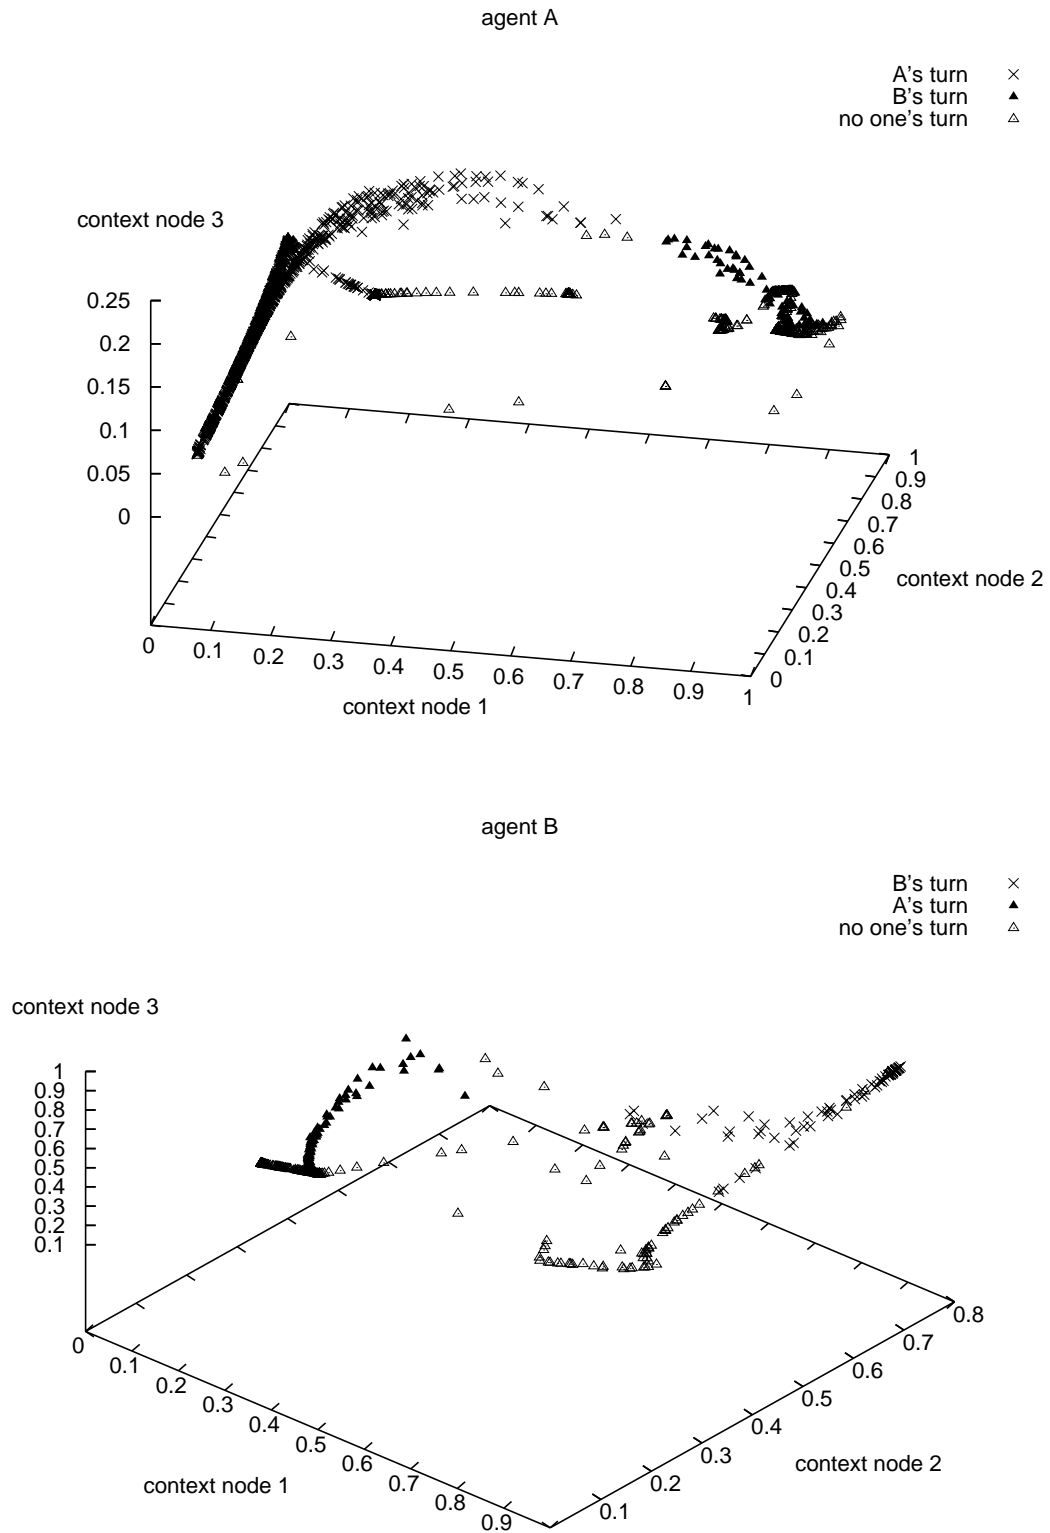 agent A
A's turn
B's turn
no one's turn
context node 3
0.25
0.2
0.15
0.1
0.05
0
1
0.9
0.8
0.7
0.6
0.5
0.4
0.3
0.2
0.1
0
context node 2
0 0.1 0.2 0.3 0.4 0.5 0.6 0.7 0.8 0.9 1
context node 1
agent B
B's turn
A's turn
no one's turn
context node 3
1
0.9
0.8
0.7
0.6
0.5
0.4
0.3
0.2
0.1
0 0.1 0.2 0.3 0.4 0.5 0.6 0.7 0.8 0.9
context node 1
0.8
0.7
0.6
0.5
0.4
0.3
0.2
0.1
context node 2